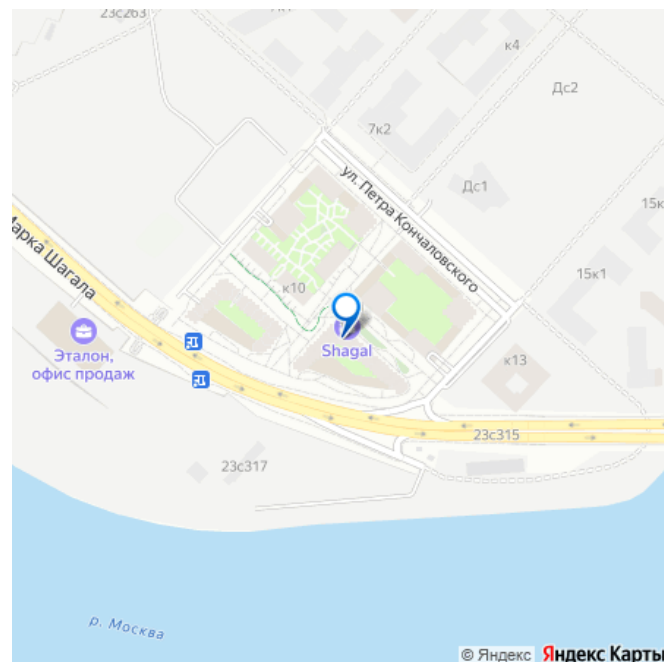 23с263
7к1
к4
Дс2
7к2
ул. Петра Кончаловского
Дс1
15к
Марка Шагала
15к1
к10
Эталон,
офис продаж
Shagal
к13
23с315
23с317
р. Москва
© Яндекс Яндекс Карты